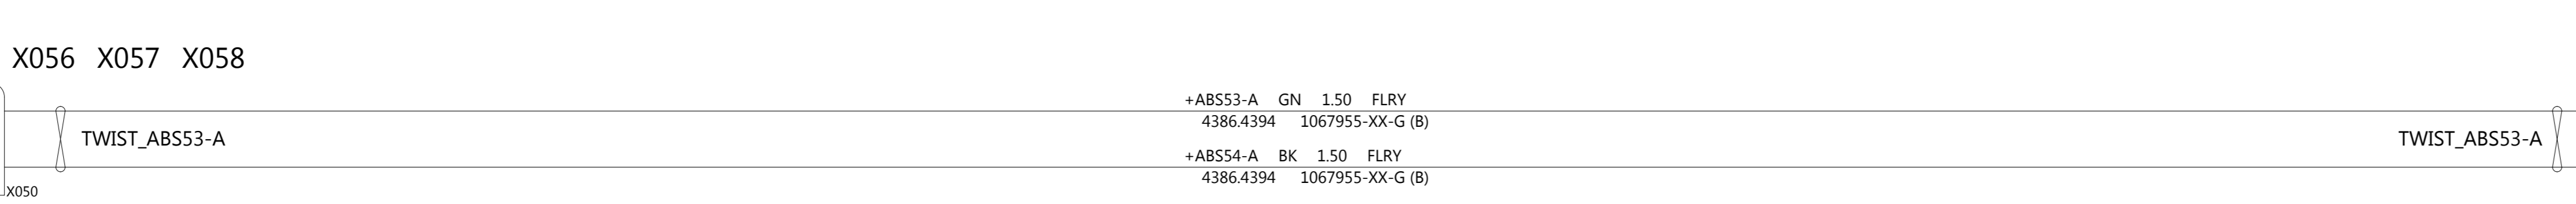 X056 X057 X058
+ABS53-A GN 1.50 FLRY
4386.4394 1067955-XX-G (B)
TWIST_ABS53-A TWIST_ABS53-A
+ABS54-A BK 1.50 FLRY
4386.4394 1067955-XX-G (B)
X050